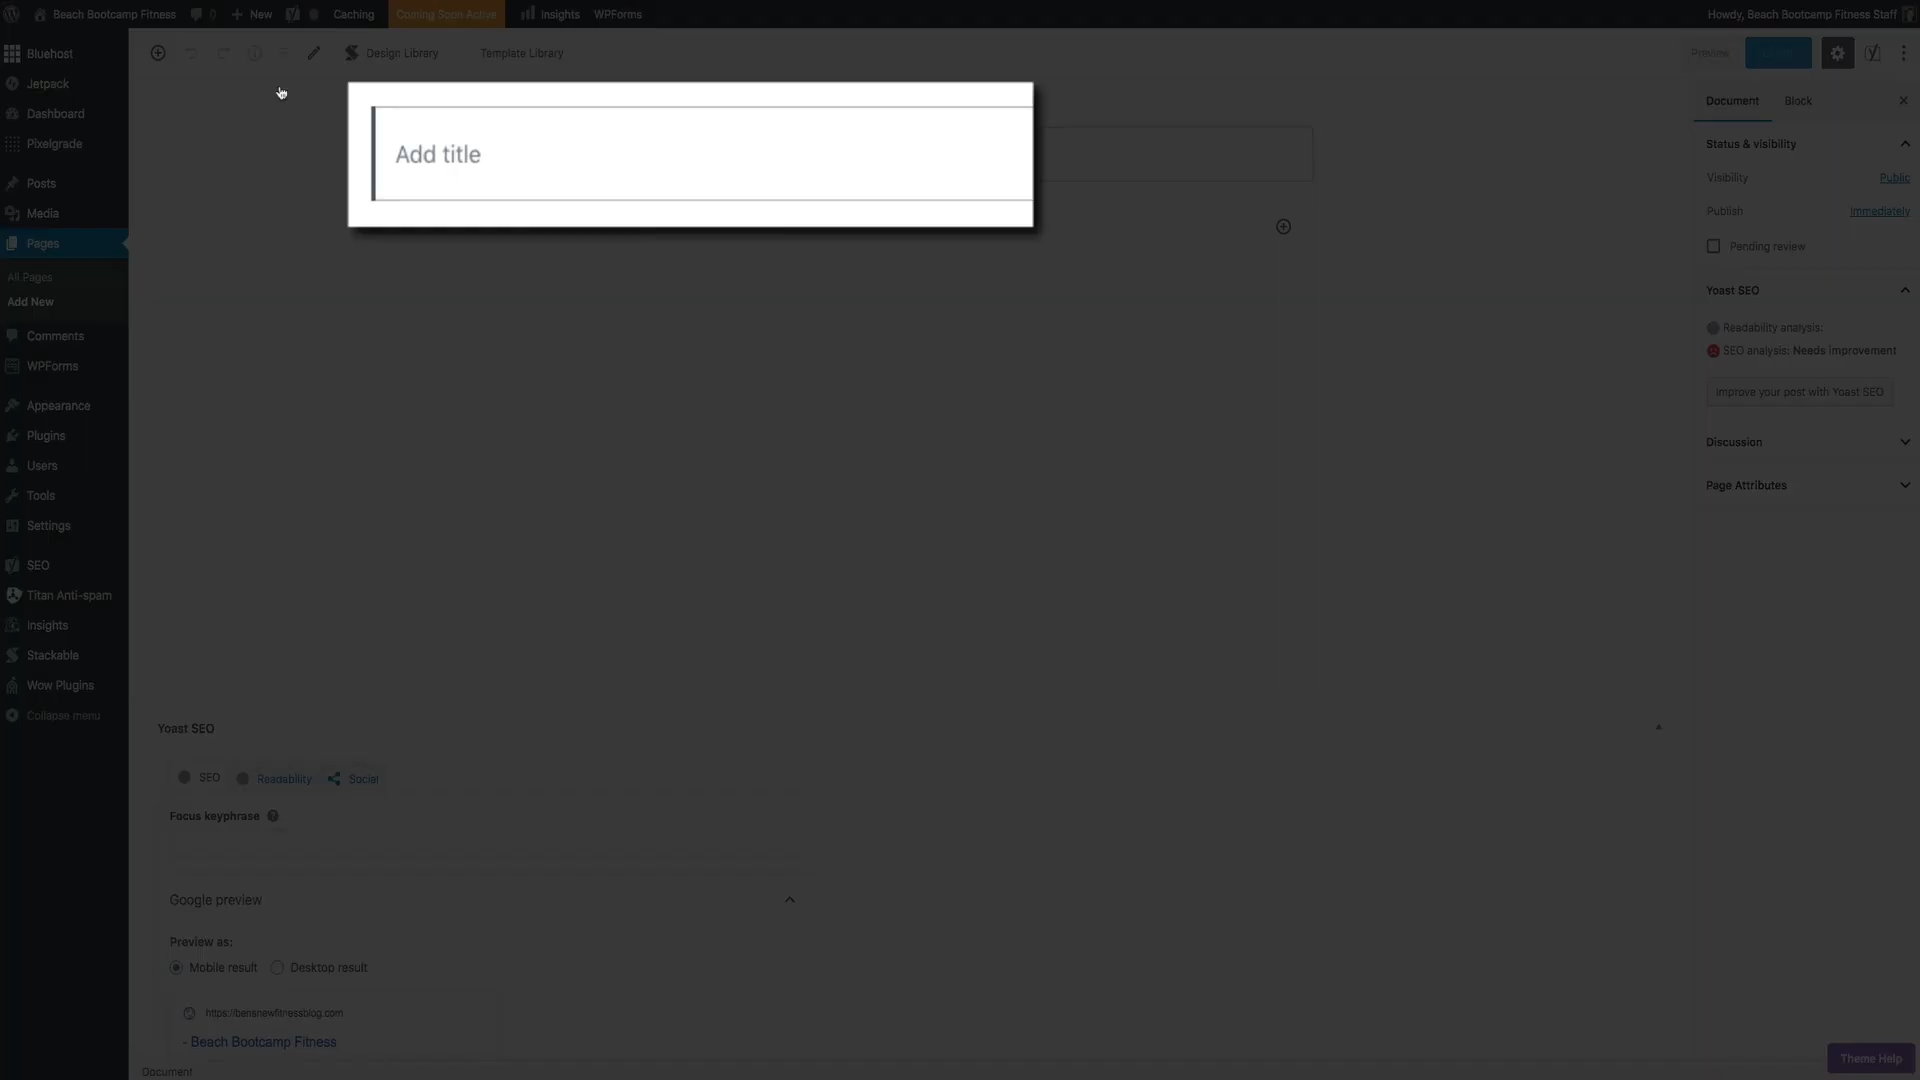 Beach Bootcamp Fitness 0 New Caching Coming Soon Active Insights WPForms Howdy, Beach Bootcamp Fitness Staff
Bluehost
Jetpack
Dashboard
Pixelgrade
Posts
Media
Pages
All Pages
Add New
Comments
WPForms
Appearance
Plugins
Users
Tools
Settings
SEO
Titan Anti-spam
Insights
Stackable
Wow Plugins
Collapse menu
Design Library Template Library Preview
Add title
Document Block
Status & visibility
Visibility Public
Publish Immediately
Pending review
Yoast SEO
Readability analysis:
SEO analysis: Needs improvement
Improve your post with Yoast SEO
Discussion
Page Attributes
Yoast SEO
SEO Readability Social
Focus keyphrase
Google preview
Preview as:
Mobile result Desktop result
https://bensnewfitnessblog.com
- Beach Bootcamp Fitness
Document
Theme Help